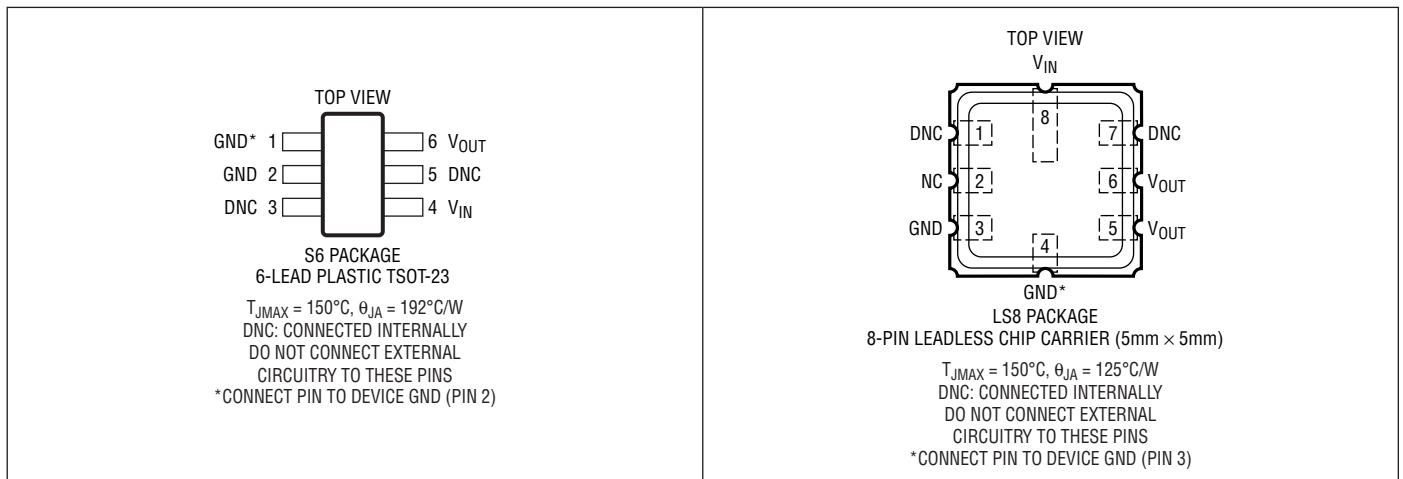 TOP VIEW
GND* 1
6 VOUT
GND 2
5 DNC
DNC 3
4 VIN
S6 PACKAGE
6-LEAD PLASTIC TSOT-23
TJMAX = 150°C, θJA = 192°C/W
DNC: CONNECTED INTERNALLY
DO NOT CONNECT EXTERNAL
CIRCUITRY TO THESE PINS
*CONNECT PIN TO DEVICE GND (PIN 2)
TOP VIEW
VIN
8
DNC 1
7 DNC
NC 2
6 VOUT
GND 3
5 VOUT
4
GND*
LS8 PACKAGE
8-PIN LEADLESS CHIP CARRIER (5mm × 5mm)
TJMAX = 150°C, θJA = 125°C/W
DNC: CONNECTED INTERNALLY
DO NOT CONNECT EXTERNAL
CIRCUITRY TO THESE PINS
*CONNECT PIN TO DEVICE GND (PIN 3)